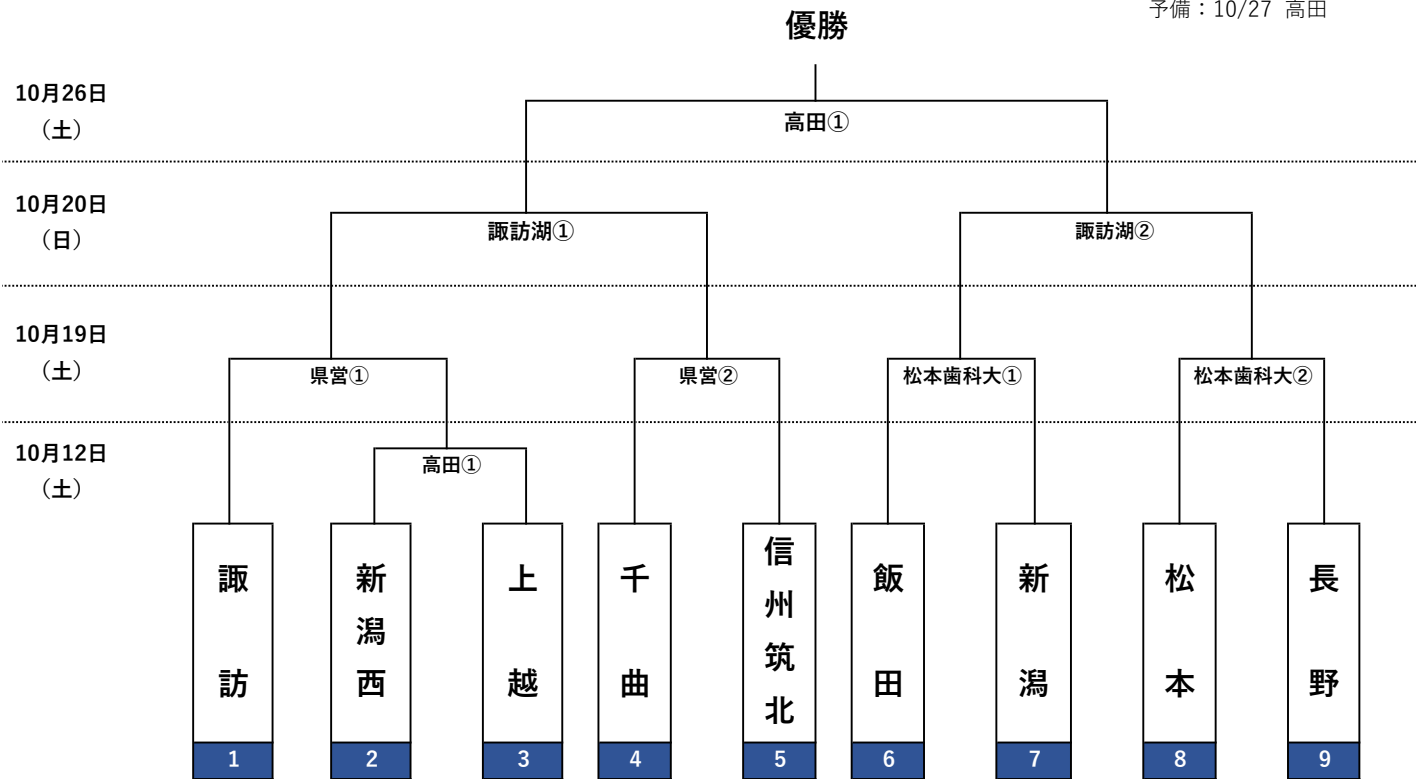 予備：10/27 高田
優勝
10月26日
（土）
高田①
10月20日
（日）
諏訪湖①
諏訪湖②
10月19日
（土）
県営①
県営②
松本歯科大①
松本歯科大②
10月12日
（土）
高田①
諏訪
新潟西
上越
千曲
信州筑北
飯田
新潟
松本
長野
1
2
3
4
5
6
7
8
9